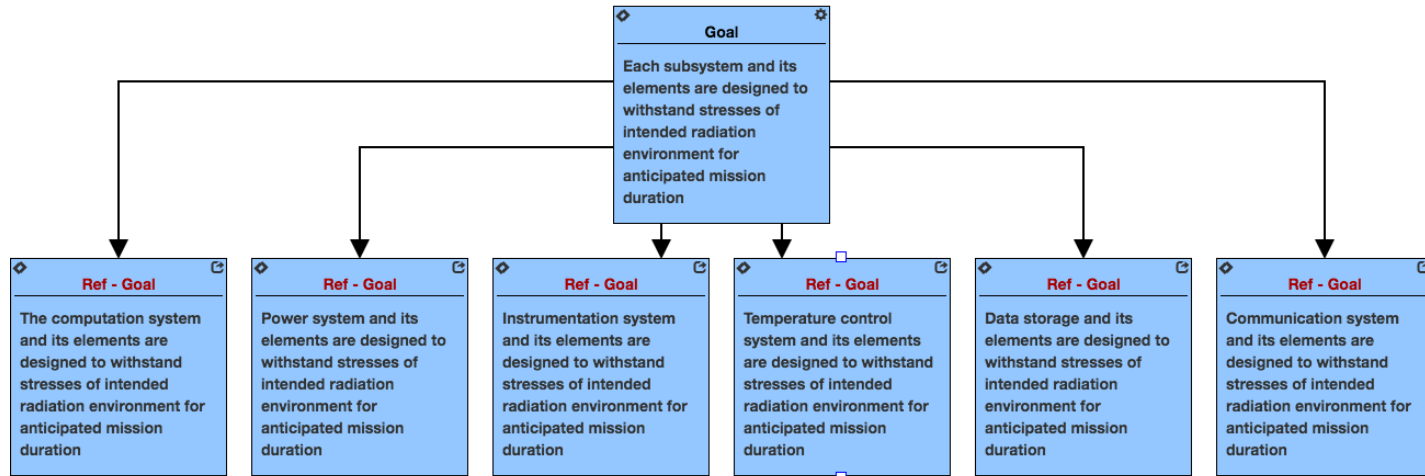 Goal
Each subsystem and its
elements are designed to
withstand stresses of
intended radiation
environment for
anticipated mission
duration
Ref - Goal
The computation system
and its elements are
designed to withstand
stresses of intended
radiation environment for
anticipated mission
duration
Ref - Goal
Power system and its
elements are designed to
withstand stresses of
intended radiation
environment for
anticipated mission
duration
Ref - Goal
Instrumentation system
and its elements are
designed to withstand
stresses of intended
radiation environment for
anticipated mission
duration
Ref - Goal
Temperature control
system and its elements
are designed to withstand
stresses of intended
radiation environment for
anticipated mission
duration
Ref - Goal
Data storage and its
elements are designed to
withstand stresses of
intended radiation
environment for
anticipated mission
duration
Ref - Goal
Communication system
and its elements are
designed to withstand
stresses of intended
radiation environment for
anticipated mission
duration